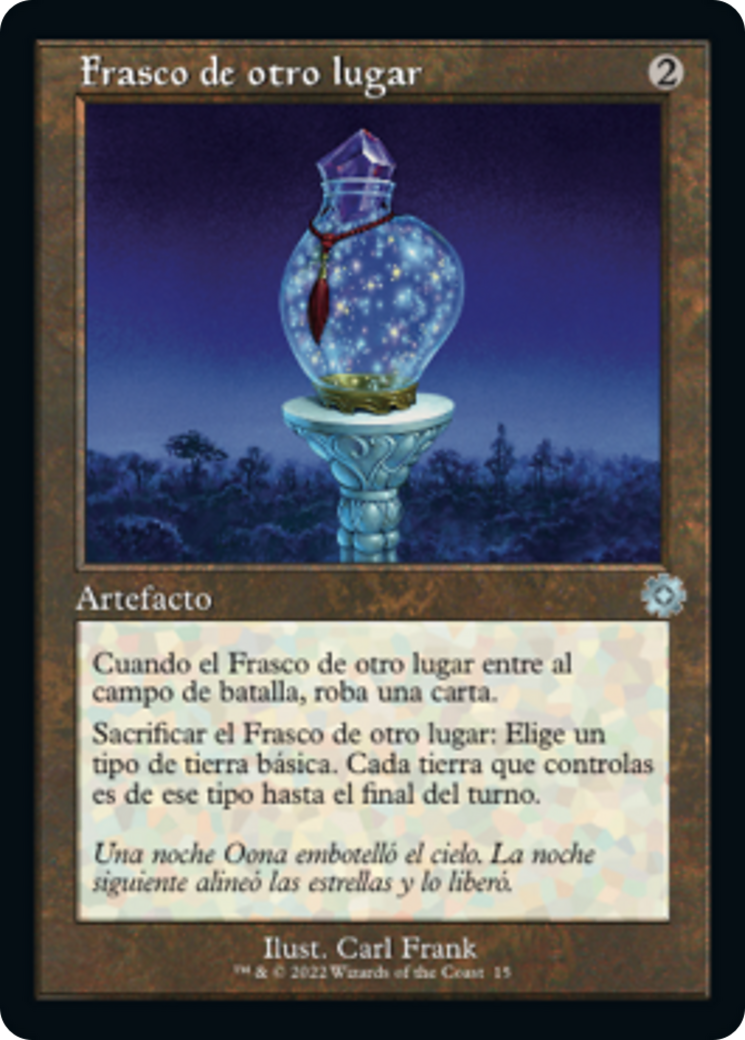 Frasco de otro lugar 2
Artefacto
Cuando el Frasco de otro lugar entre al
campo de batalla, roba una carta.
Sacrificar el Frasco de otro lugar: Elige un
tipo de tierra básica. Cada tierra que controlas
es de ese tipo hasta el final del turno.
Una noche Oona embotelló el cielo. La noche
siguiente alineó las estrellas y lo liberó.
Ilust. Carl Frank
™ & © 2022 Wizards of the Coast 15